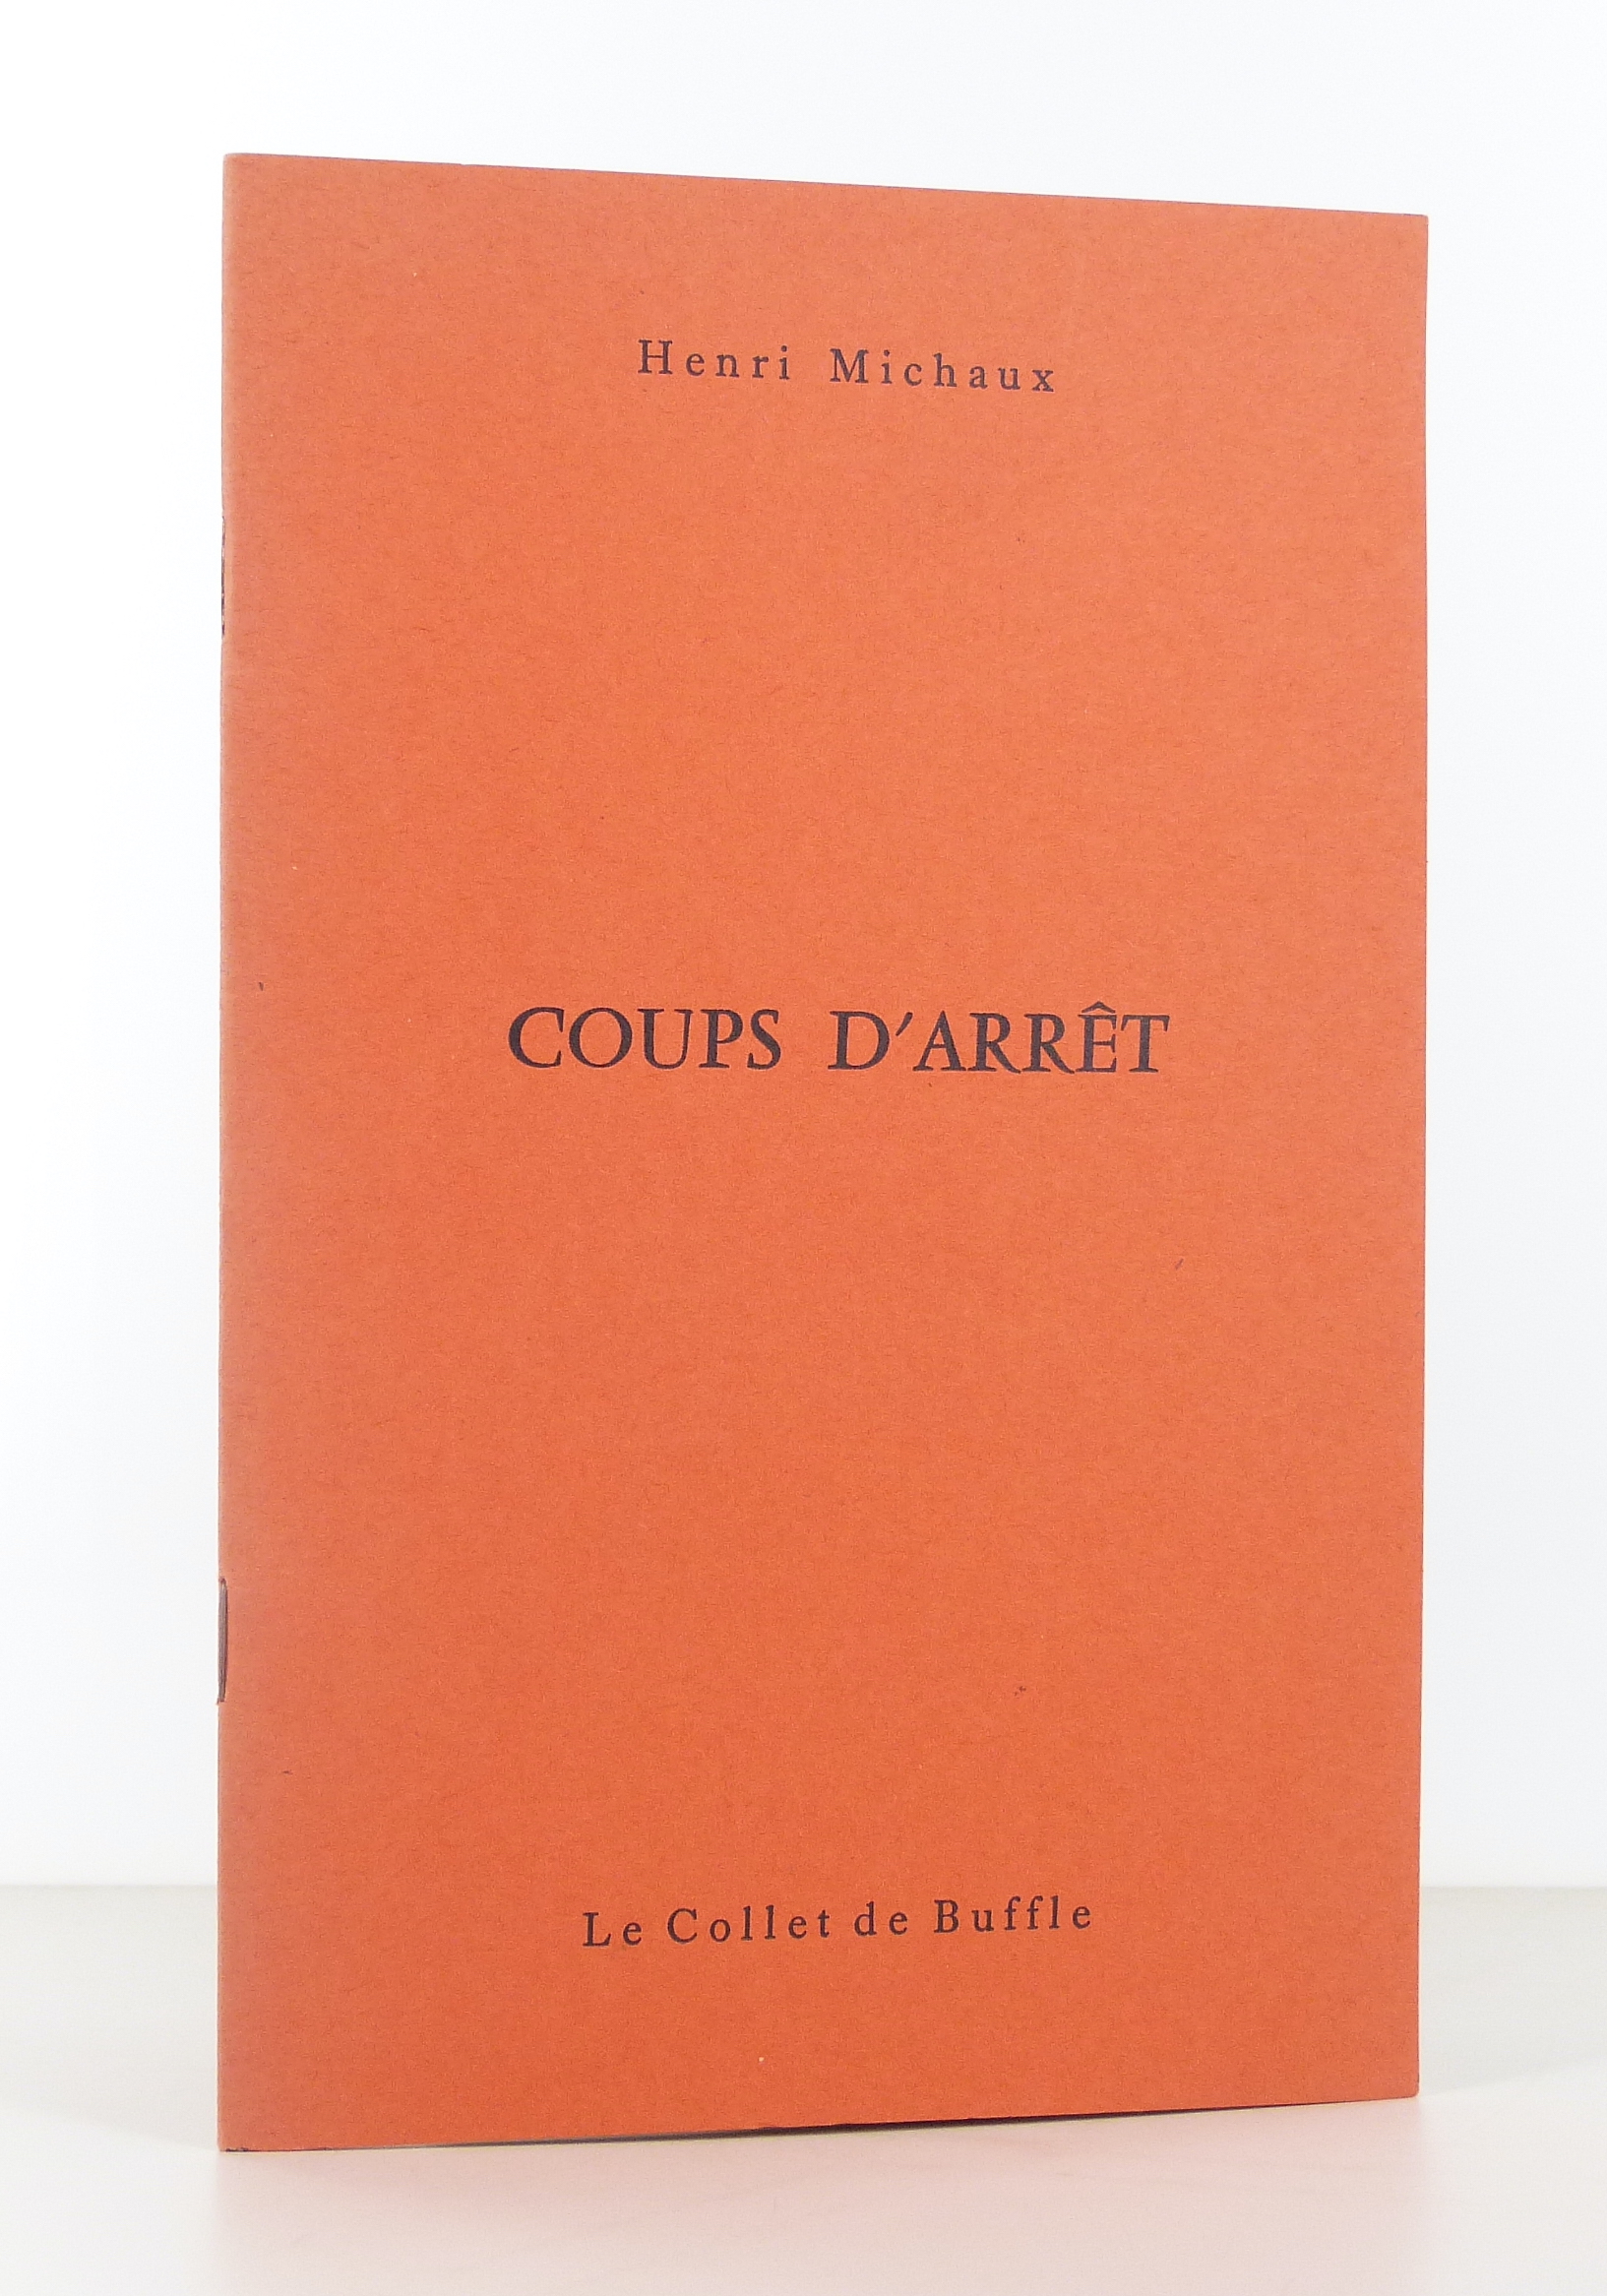 Henri Michaux
COUPS D'ARRÊT
Le Collet de Buffle